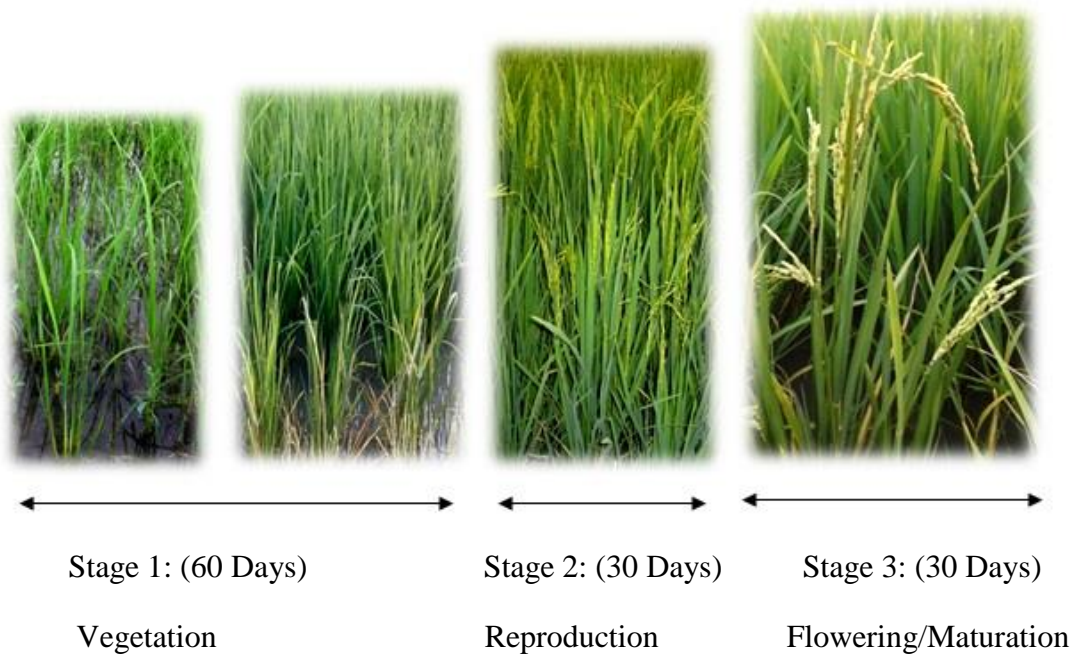 Stage 1: (60 Days) Stage 2: (30 Days) Stage 3: (30 Days)
Vegetation Reproduction Flowering/Maturation